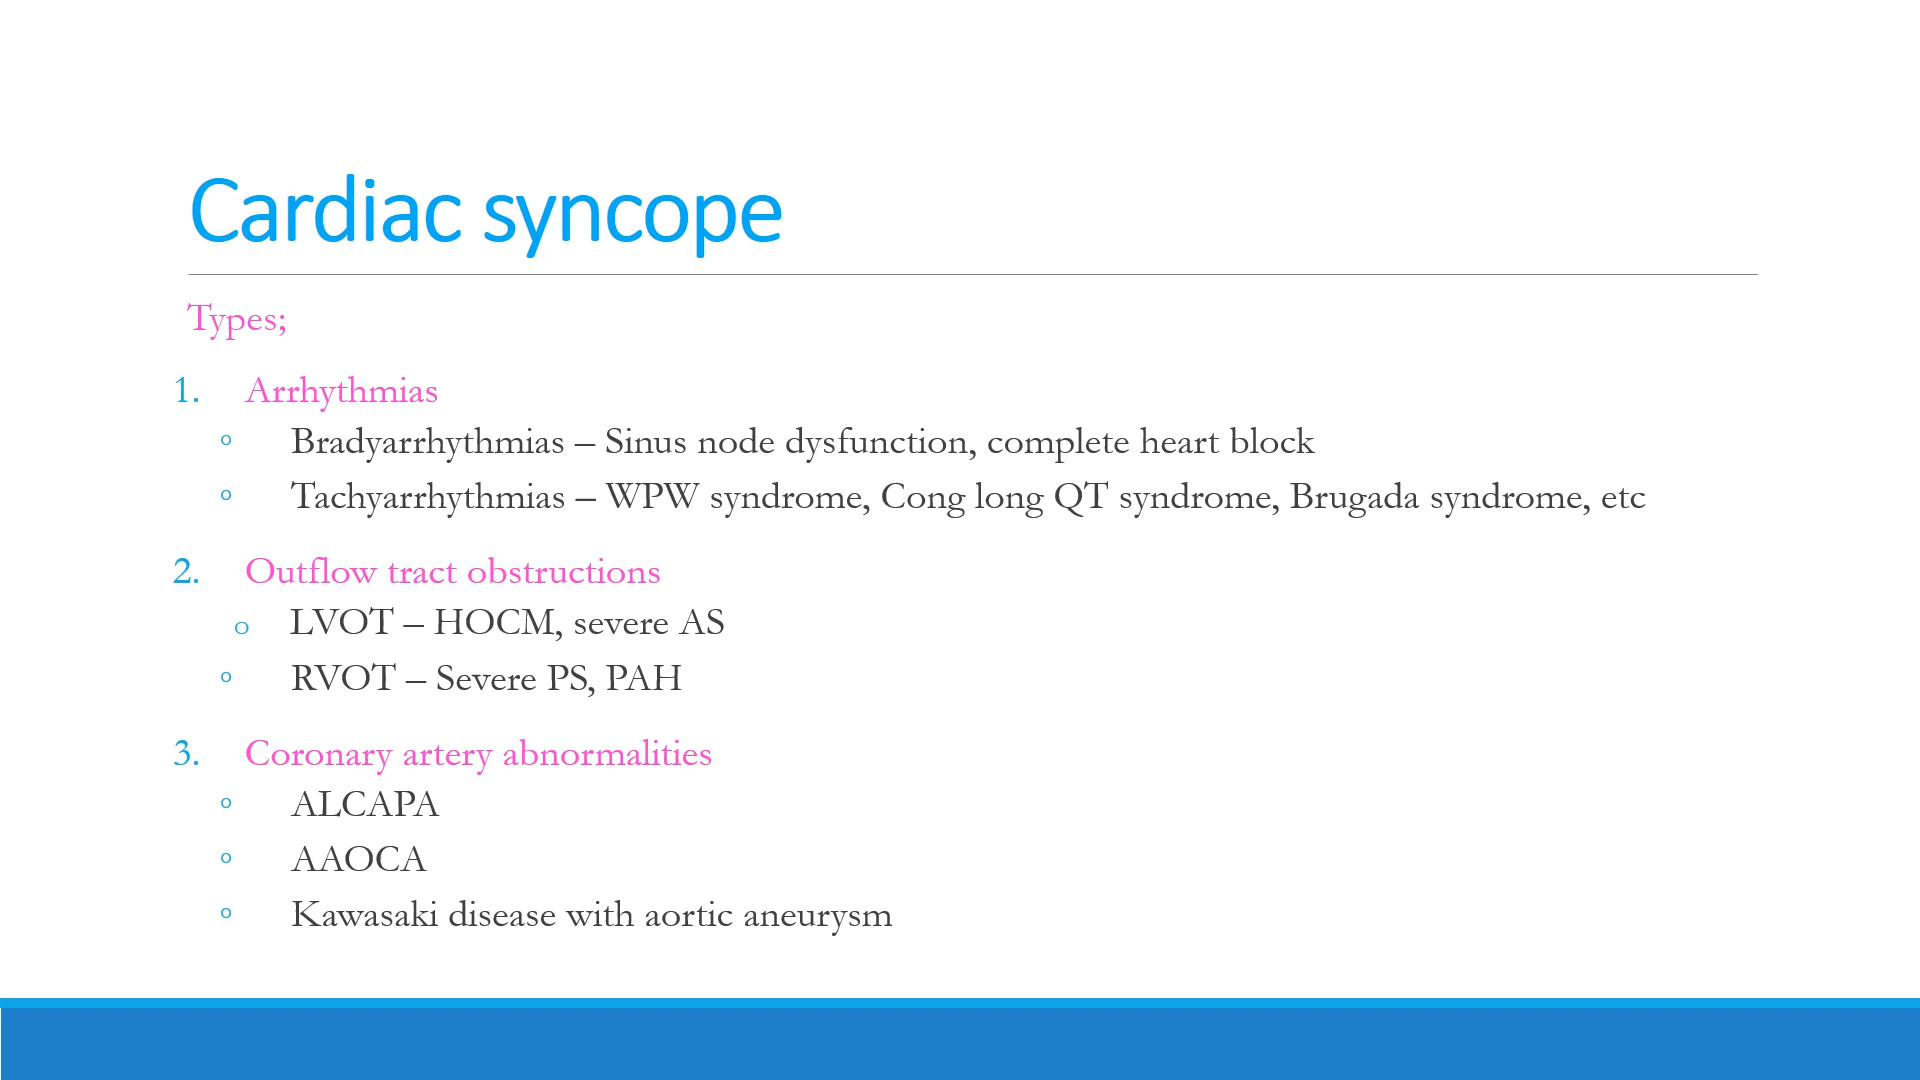 Cardiac syncope
Types;
1. Arrhythmias
◦ Bradyarrhythmias – Sinus node dysfunction, complete heart block
◦ Tachyarrhythmias – WPW syndrome, Cong long QT syndrome, Brugada syndrome, etc
2. Outflow tract obstructions
o LVOT – HOCM, severe AS
◦ RVOT – Severe PS, PAH
3. Coronary artery abnormalities
◦ ALCAPA
◦ AAOCA
◦ Kawasaki disease with aortic aneurysm